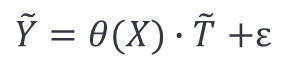 Ỹ = θ(X) · T̃ + ε